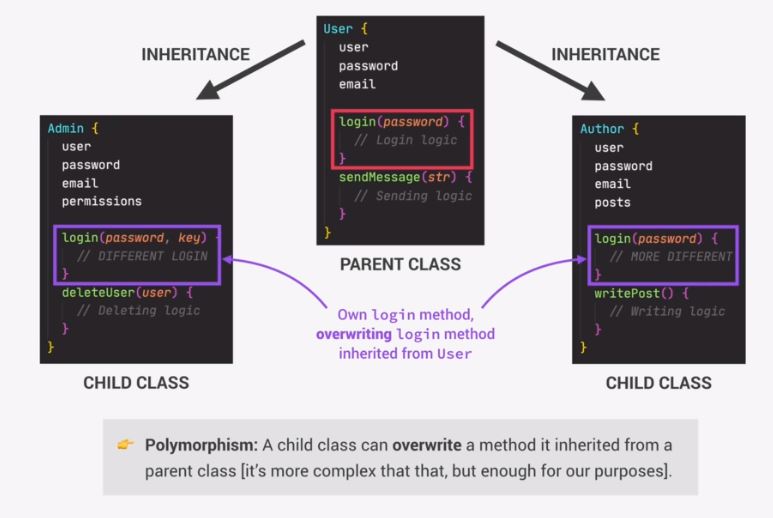 INHERITANCE
User {
user
password
email
login(password) {
// Login logic
}
sendMessage(str) {
// Sending logic
}
}
PARENT CLASS
INHERITANCE
Admin {
user
password
email
permissions
login(password, key) {
// DIFFERENT LOGIN
}
deleteUser(user) {
// Deleting logic
}
}
CHILD CLASS
Author {
user
password
email
posts
login(password) {
// MORE DIFFERENT
}
writePost() {
// Writing logic
}
}
CHILD CLASS
Own login method,
overwriting login method
inherited from User
👉 Polymorphism: A child class can overwrite a method it inherited from a
parent class [it’s more complex that that, but enough for our purposes].